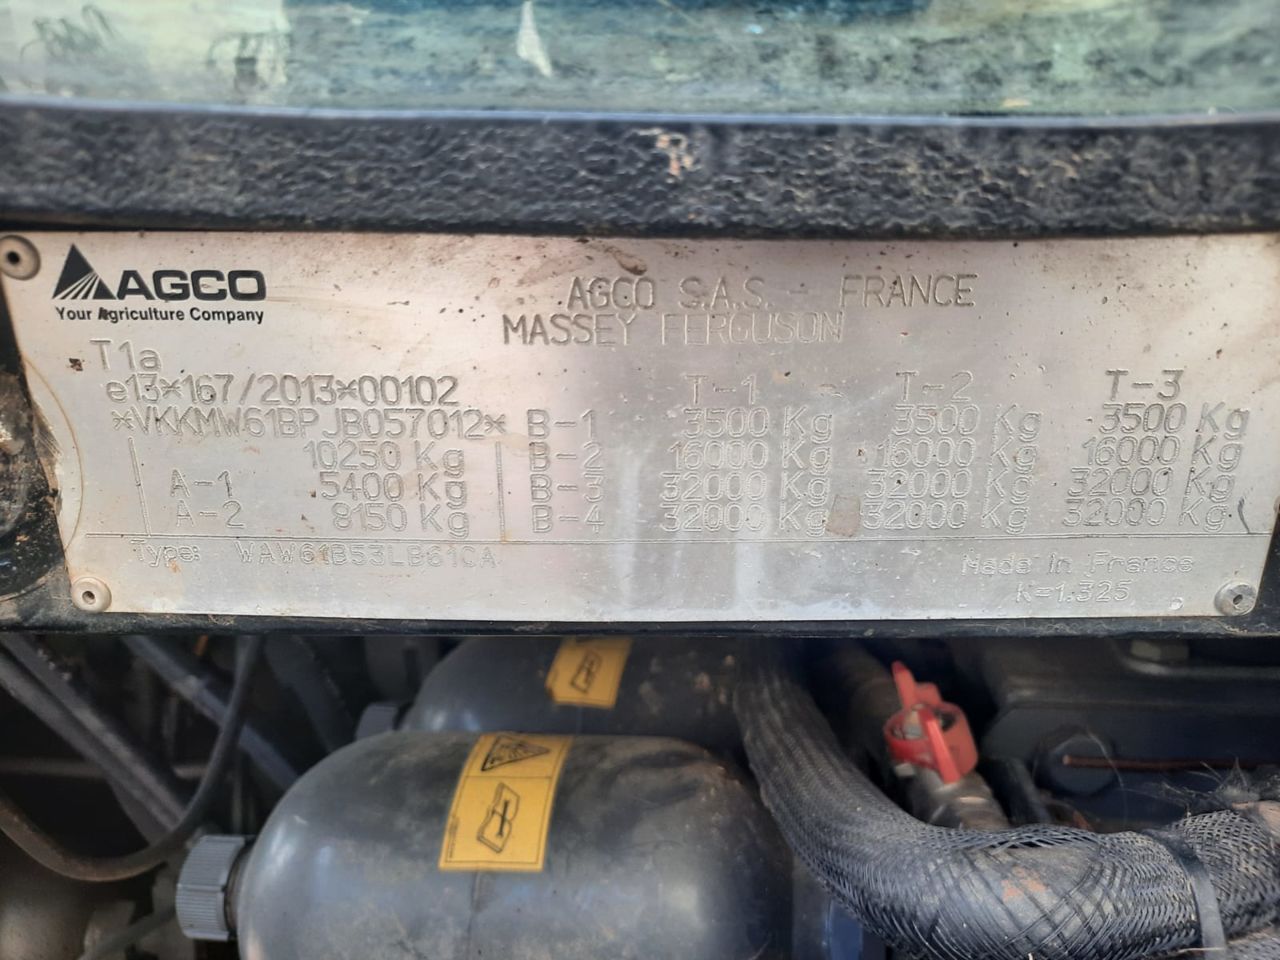 AGCO
Your Agriculture Company
AGCO S.A.S. - FRANCE
MASSEY FERGUSON
T1a
e13*167/2013*00102 T-1 - T-2 T-3
*VKKMW61BPJB057012* B-1 3500 Kg 3500 Kg 3500 Kg
10250 Kg B-2 16000 Kg 16000 Kg 16000 Kg
A-1 5400 Kg B-3 32000 Kg 32000 Kg 32000 Kg
A-2 8150 Kg B-4 32000 Kg 32000 Kg 32000 Kg
Type: WAW61B53LB61CA Made in France
K=1.325